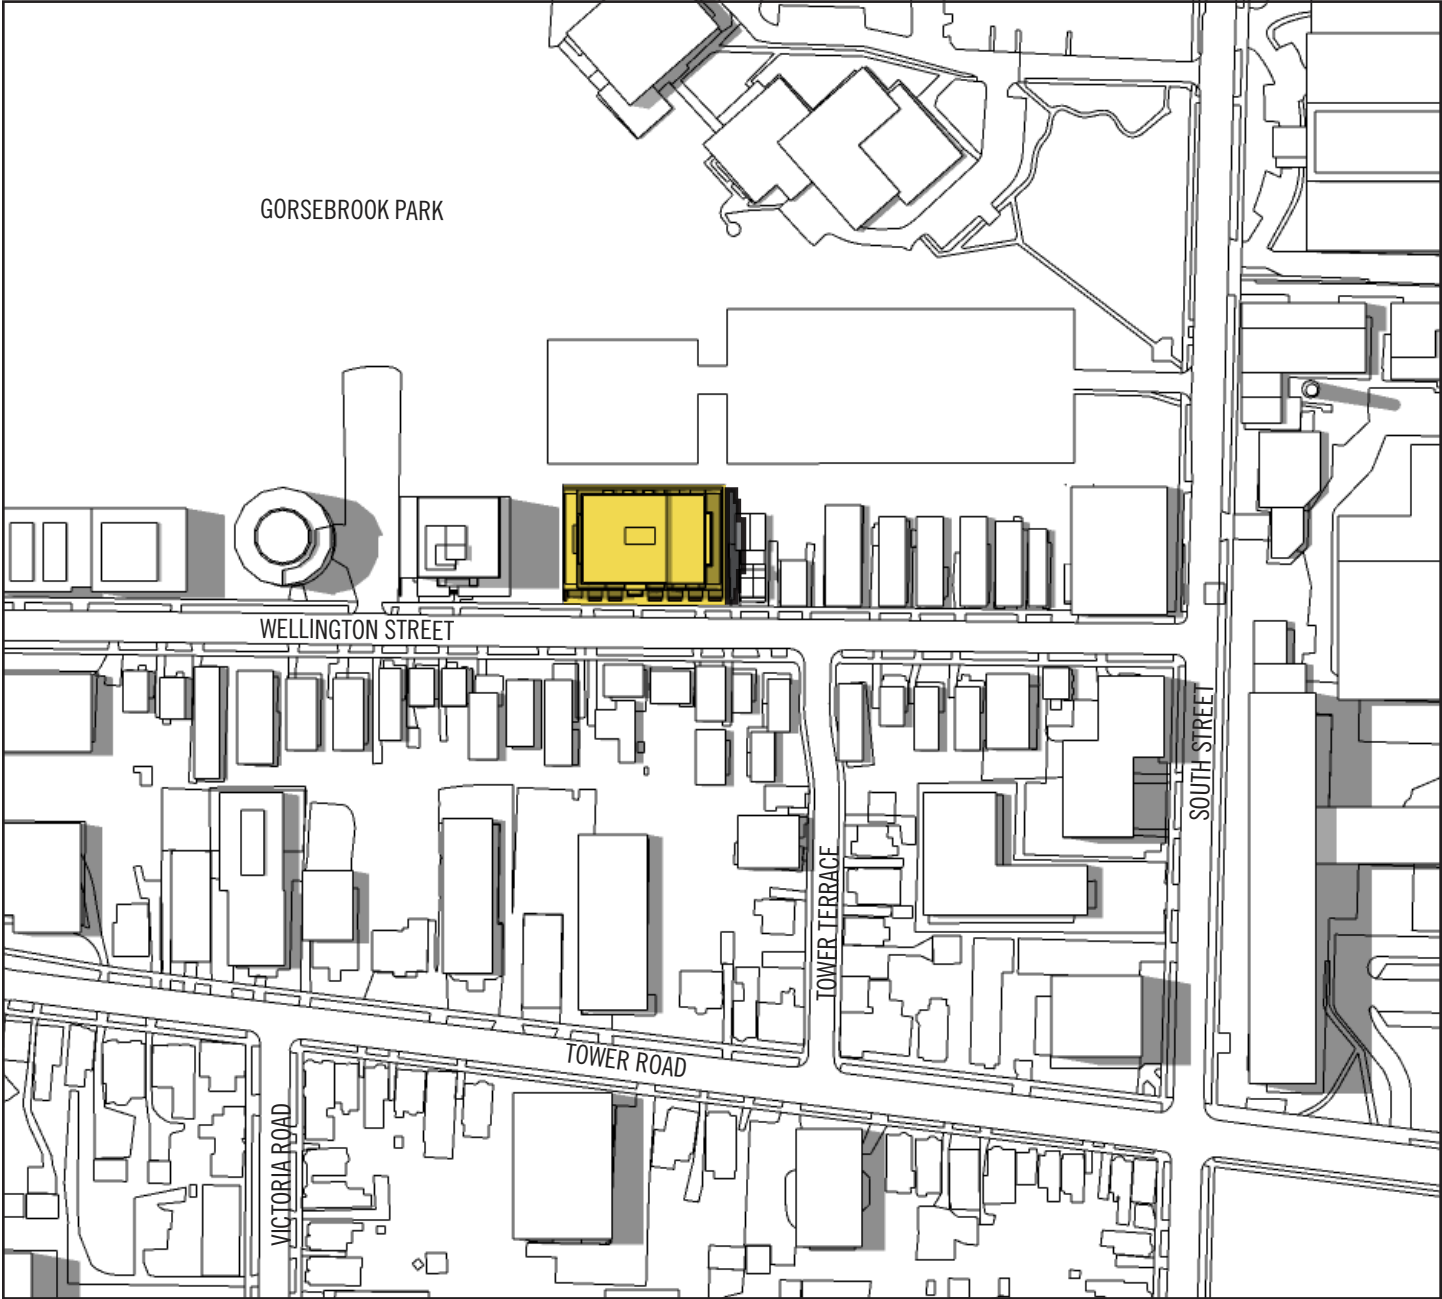 GORSEBROOK PARK
WELLINGTON STREET
SOUTH STREET
TOWER TERRACE
TOWER ROAD
VICTORIA ROAD